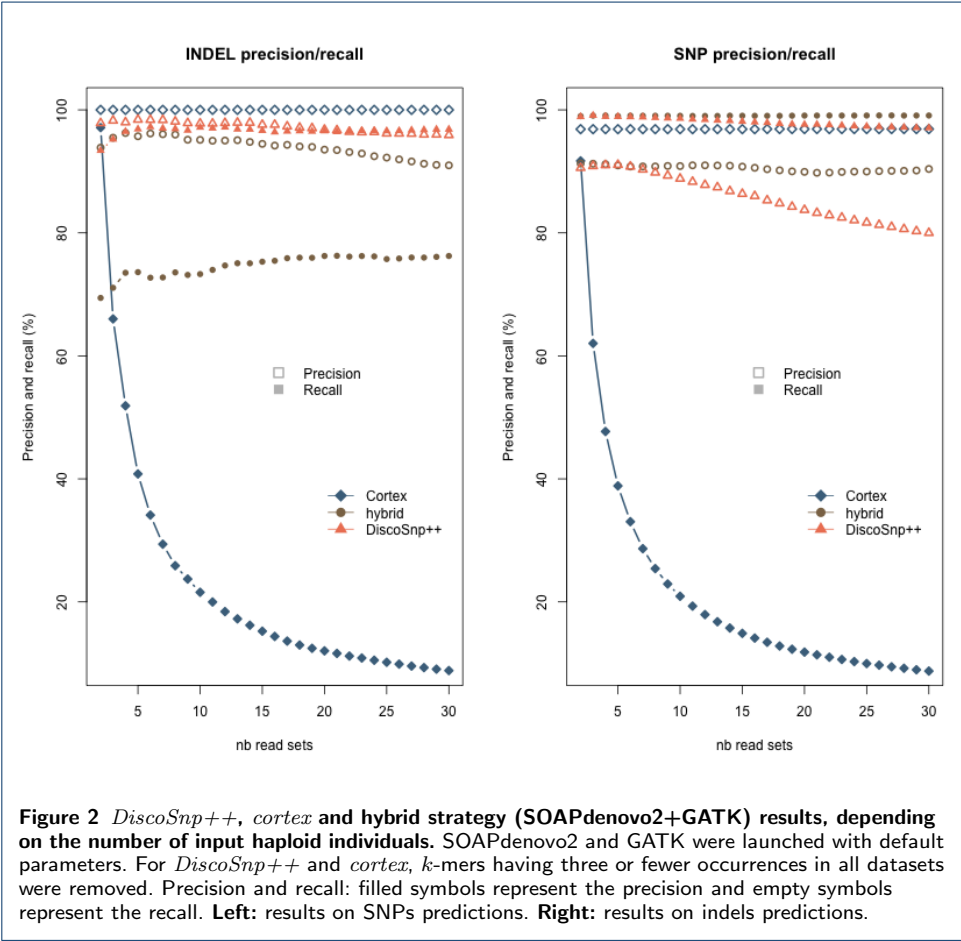 INDEL precision/recall
SNP precision/recall
Precision and recall (%)
100
80
60
40
20
Precision
Recall
Cortex
hybrid
DiscoSnp++
5
10
15
20
25
30
nb read sets
Precision and recall (%)
100
80
60
40
20
Precision
Recall
Cortex
hybrid
DiscoSnp++
5
10
15
20
25
30
nb read sets
Figure 2 DiscoSnp++, cortex and hybrid strategy (SOAPdenovo2+GATK) results, depending
on the number of input haploid individuals. SOAPdenovo2 and GATK were launched with default
parameters. For DiscoSnp++ and cortex, k-mers having three or fewer occurrences in all datasets
were removed. Precision and recall: filled symbols represent the precision and empty symbols
represent the recall. Left: results on SNPs predictions. Right: results on indels predictions.